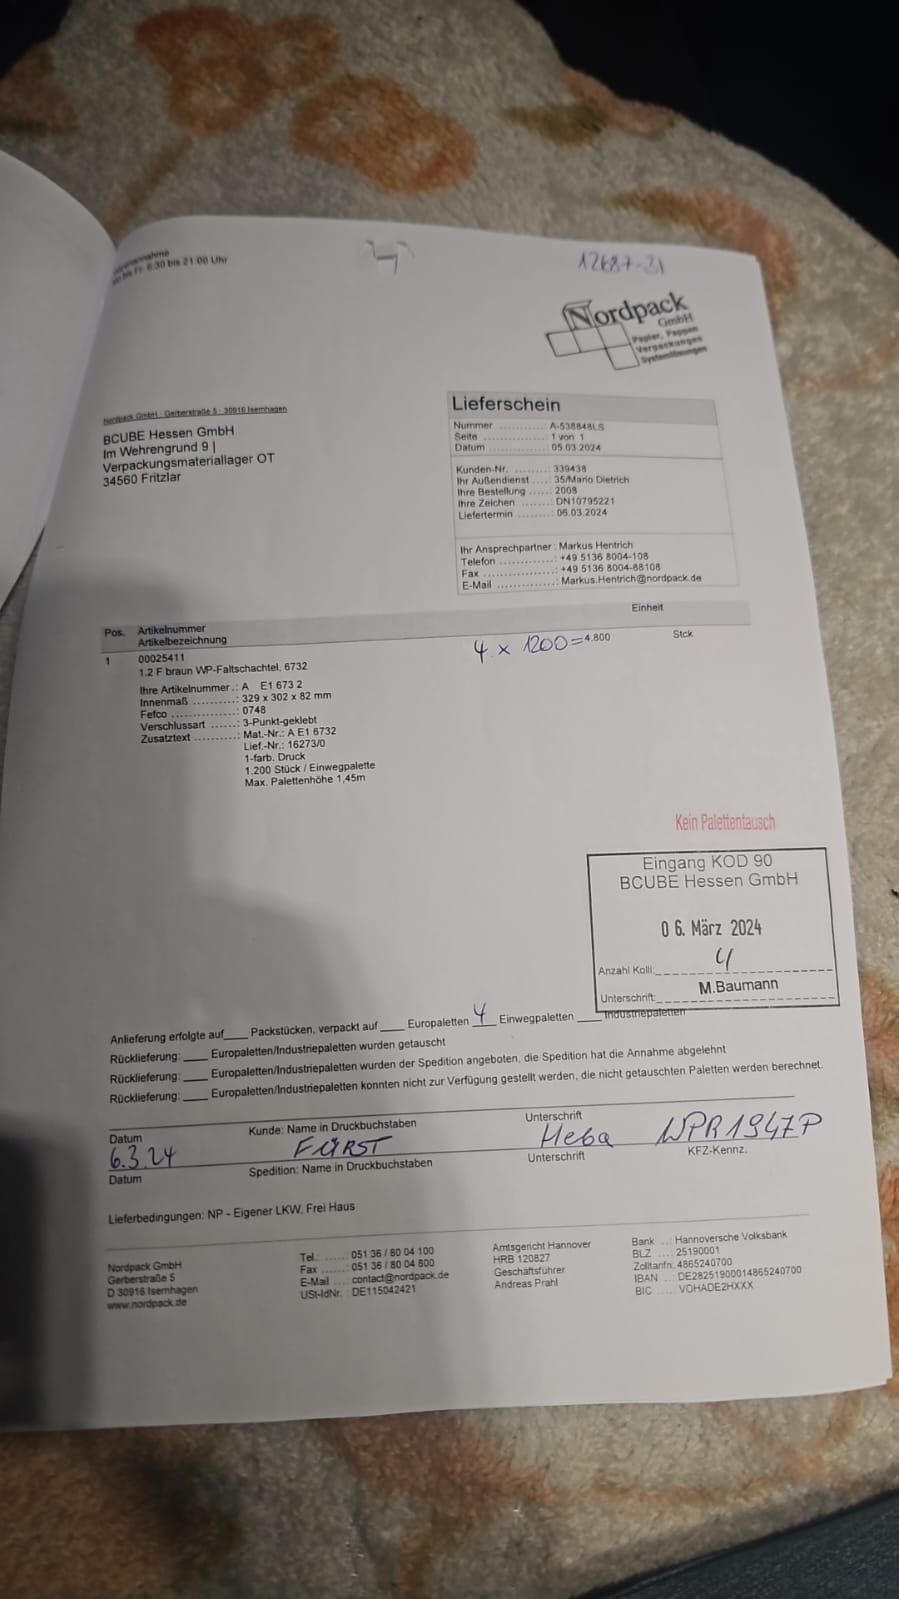 Fr. 6:30 bis 21:00 Uhr
12687-31
Nordpack
GmbH
Papier, Pappen
Verpackungen
Systemlösungen
Nordpack GmbH · Gerberstraße 5 · 30916 Isernhagen
BCUBE Hessen GmbH
Im Wehrengrund 9 |
Verpackungsmateriallager OT
34560 Fritzlar
Lieferschein
Nummer ..........: A-538848LS
Seite ................: 1 von 1
Datum ..............: 05.03.2024
Kunden-Nr. .......: 339438
Ihr Außendienst ....: 35/Mario Dietrich
Ihre Bestellung ......: 2008
Ihre Zeichen ........: DN10795221
Liefertermin ........: 06.03.2024
Ihr Ansprechpartner : Markus Hentrich
Telefon .............: +49 5136 8004-108
Fax ..................: +49 5136 8004-88108
E-Mail ..............: Markus.Hentrich@nordpack.de
Einheit
Pos. Artikelnummer
Artikelbezeichnung
1 00025411 4 x 1200 = 4.800 Stck
1.2 F braun WP-Faltschachtel, 6732
Ihre Artikelnummer .: A E1 673 2
Innenmaß ..........: 329 x 302 x 82 mm
Fefco ...............: 0748
Verschlussart ......: 3-Punkt-geklebt
Zusatztext ..........: Mat.-Nr.: A E1 6732
Lief.-Nr.: 16273/0
1-farb. Druck
1.200 Stück / Einwegpalette
Max. Palettenhöhe 1,45m
Kein Palettentausch
Eingang KOD 90
BCUBE Hessen GmbH
06. März 2024
Anzahl Kolli: 4
Unterschrift: M.Baumann
Anlieferung erfolgte auf____ Packstücken, verpackt auf ____ Europaletten 4 Einwegpaletten ____ Industriepaletten
Rücklieferung: ____ Europaletten/Industriepaletten wurden getauscht
Rücklieferung: ____ Europaletten/Industriepaletten wurden der Spedition angeboten, die Spedition hat die Annahme abgelehnt
Rücklieferung: ____ Europaletten/Industriepaletten konnten nicht zur Verfügung gestellt werden, die nicht getauschten Paletten werden berechnet.
Datum Kunde: Name in Druckbuchstaben Unterschrift
6.3.24 FÜRST WPR1947P
Datum Spedition: Name in Druckbuchstaben Unterschrift KFZ-Kennz.
Lieferbedingungen: NP - Eigener LKW, Frei Haus
Nordpack GmbH
Gerberstraße 5
D 30916 Isernhagen
www.nordpack.de
Tel. ......: 051 36 / 80 04 100
Fax ......: 051 36 / 80 04 800
E-Mail ....: contact@nordpack.de
USt-IdNr. : DE115042421
Amtsgericht Hannover
HRB 120827
Geschäftsführer
Andreas Prahl
Bank ..: Hannoversche Volksbank
BLZ ....: 25190001
Zolltarifn: 4865240700
IBAN ..: DE28251900014865240700
BIC ....: VOHADE2HXXX